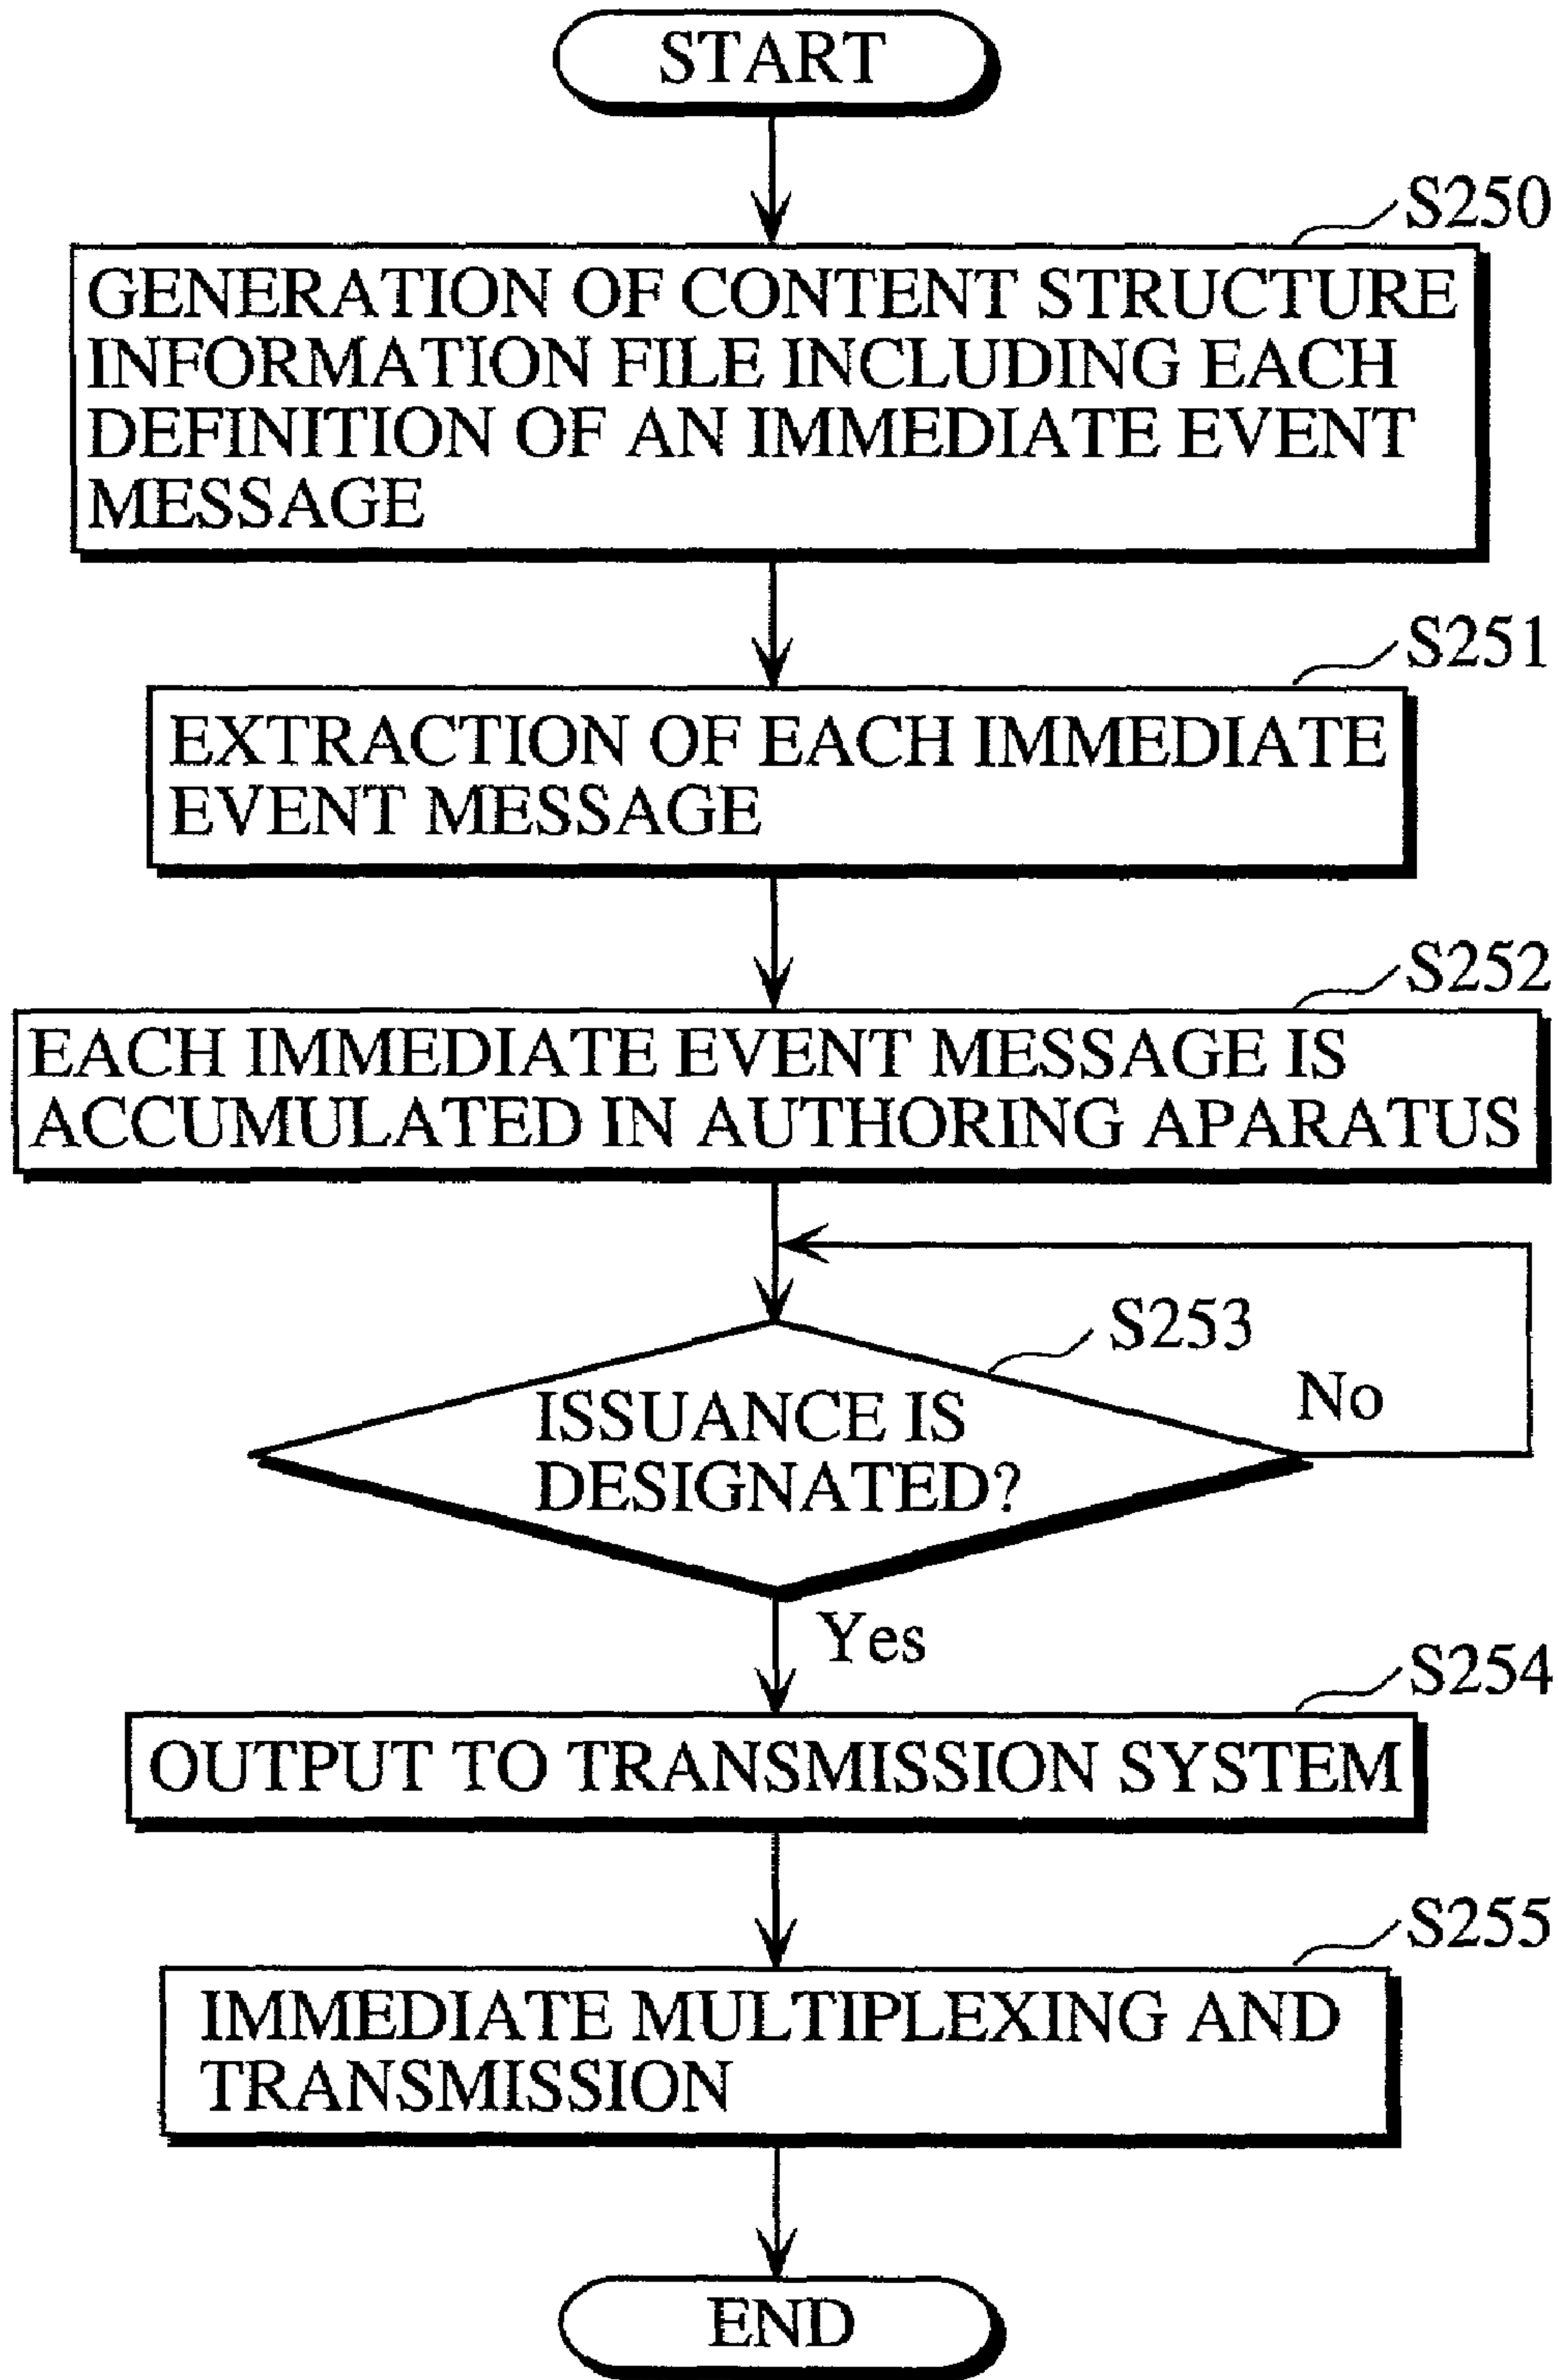 START
S250
GENERATION OF CONTENT STRUCTURE
INFORMATION FILE INCLUDING EACH
DEFINITION OF AN IMMEDIATE EVENT
MESSAGE
S251
EXTRACTION OF EACH IMMEDIATE
EVENT MESSAGE
S252
EACH IMMEDIATE EVENT MESSAGE IS
ACCUMULATED IN AUTHORING APARATUS
S253
No
ISSUANCE IS
DESIGNATED?
Yes
S254
OUTPUT TO TRANSMISSION SYSTEM
S255
IMMEDIATE MULTIPLEXING AND
TRANSMISSION
END